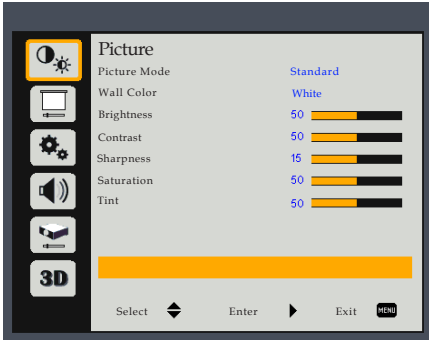 Picture
Picture Mode Standard
Wall Color White
Brightness 50
Contrast 50
Sharpness 15
Saturation 50
Tint 50
3D
Select Enter Exit MENU